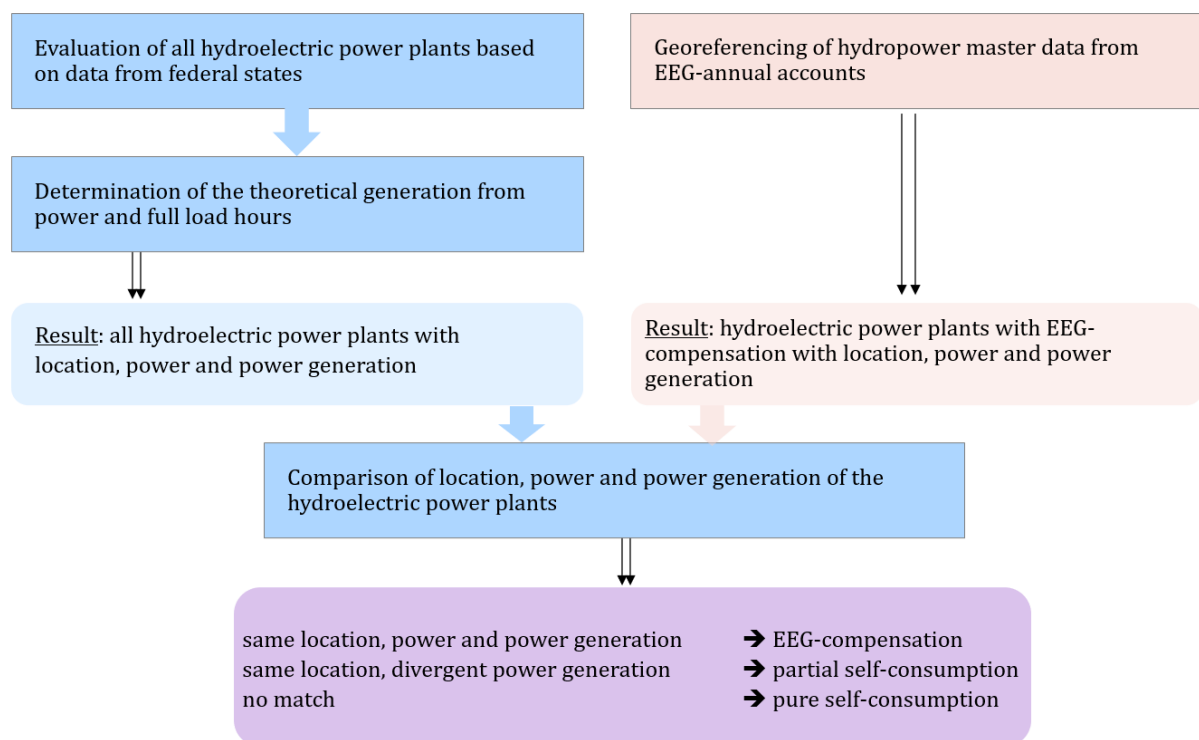 Evaluation of all hydroelectric power plants based
on data from federal states
Georeferencing of hydropower master data from
EEG-annual accounts
Determination of the theoretical generation from
power and full load hours
Result: all hydroelectric power plants with
location, power and power generation
Result: hydroelectric power plants with EEG-
compensation with location, power and power
generation
Comparison of location, power and power generation of the
hydroelectric power plants
same location, power and power generation ➔ EEG-compensation
same location, divergent power generation ➔ partial self-consumption
no match ➔ pure self-consumption